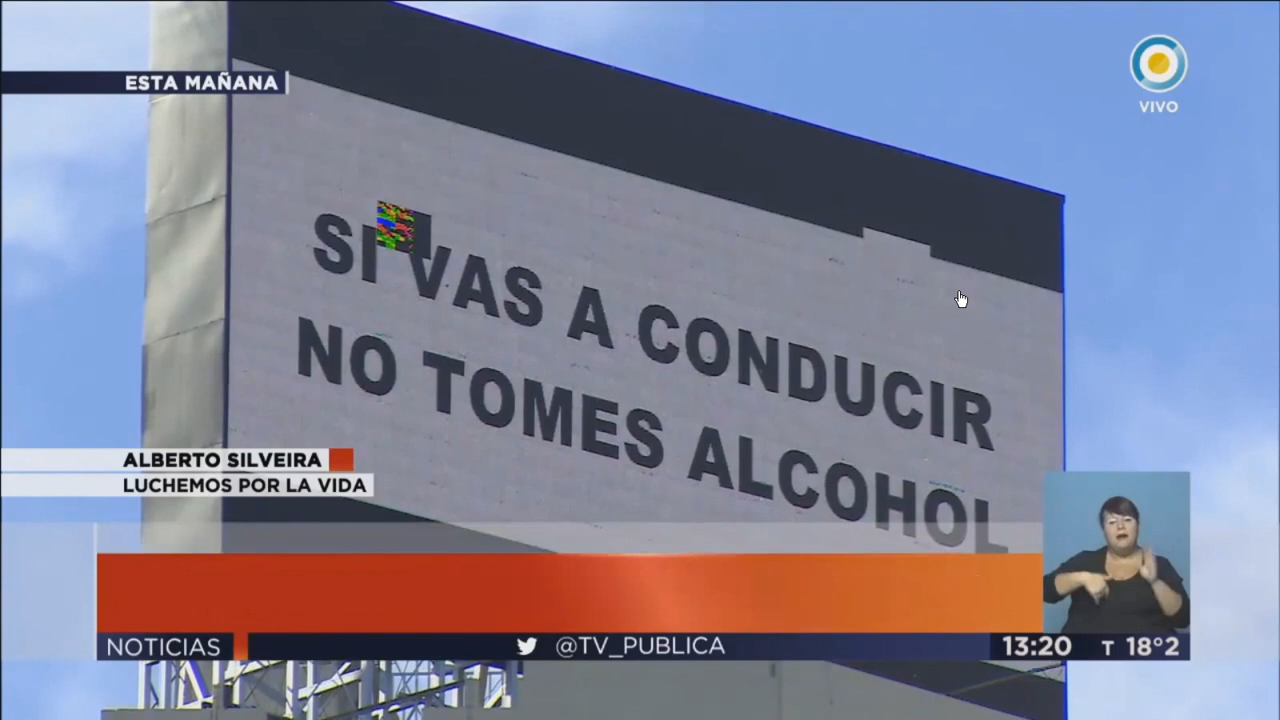 ESTA MAÑANA
VIVO
SI VAS A CONDUCIR
NO TOMES ALCOHOL
ALBERTO SILVEIRA
LUCHEMOS POR LA VIDA
NOTICIAS
@TV_PUBLICA
13:20 T 18°2